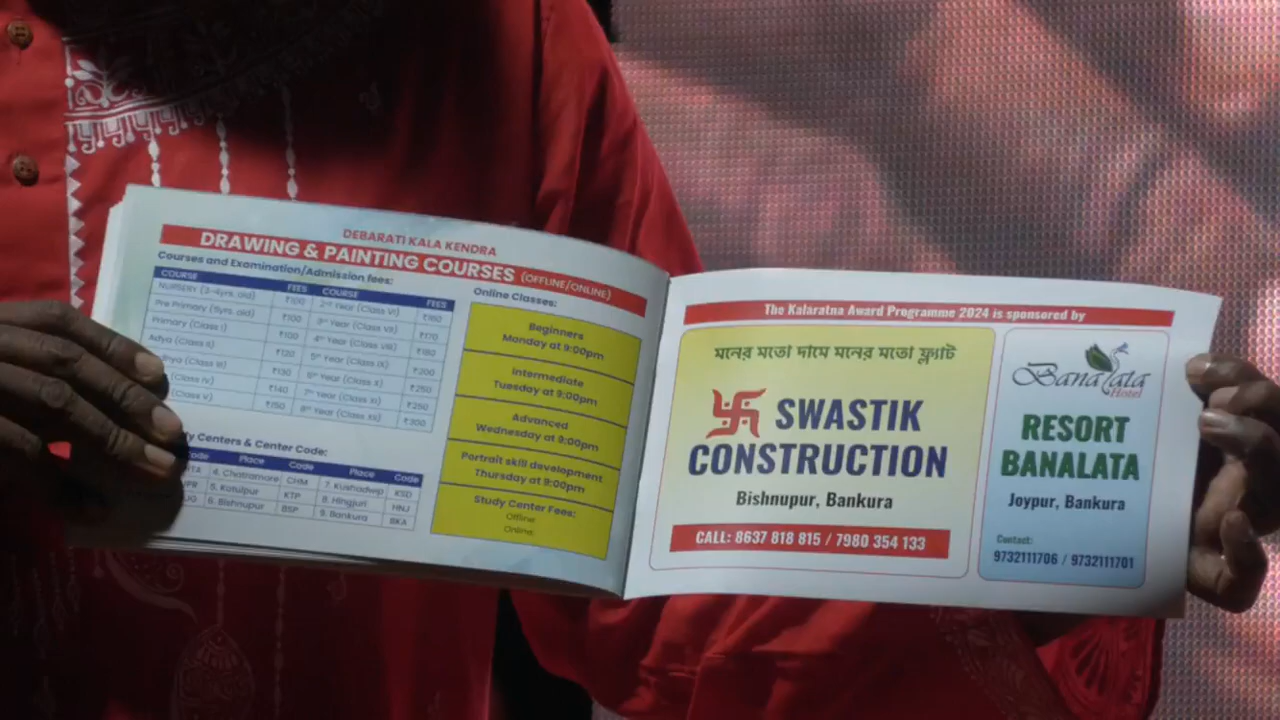 DEBARATI KALA KENDRA
DRAWING & PAINTING COURSES (OFFLINE/ONLINE)
Courses and Examination/Admission fees:
COURSE FEES COURSE FEES
NURSERY (3-4yrs. old) ₹100 2nd Year (Class VI) ₹160
Pre Primary (5yrs. old) ₹100 3rd Year (Class VII) ₹170
Primary (Class I) ₹100 4th Year (Class VIII) ₹180
Adya (Class II) ₹120 5th Year (Class IX) ₹200
(Class III) ₹130 6th Year (Class X) ₹250
(Class IV) ₹140 7th Year (Class XI) ₹250
(Class V) ₹150 8th Year (Class XII) ₹300
Centers & Center Code:
Code Place Code Place Code
4. Chatramore CHM 7. Kushadwep KSD
5. Kotulpur KTP 8. Hingjuri HNJ
6. Bishnupur BSP 9. Bankura BKA
Online Classes:
Beginners
Monday at 9:00pm
Intermediate
Tuesday at 9:00pm
Advanced
Wednesday at 9:00pm
Portrait skill development
Thursday at 9:00pm
Study Center Fees:
Offline
Online
The Kalaratna Award Programme 2024 is sponsored by
মনের মতো দামে মনের মতো ফ্ল্যাট
SWASTIK
CONSTRUCTION
Bishnupur, Bankura
CALL: 8637 818 815 / 7980 354 133
Banalata
Hotel
RESORT
BANALATA
Joypur, Bankura
Contact:
9732111706 / 9732111701